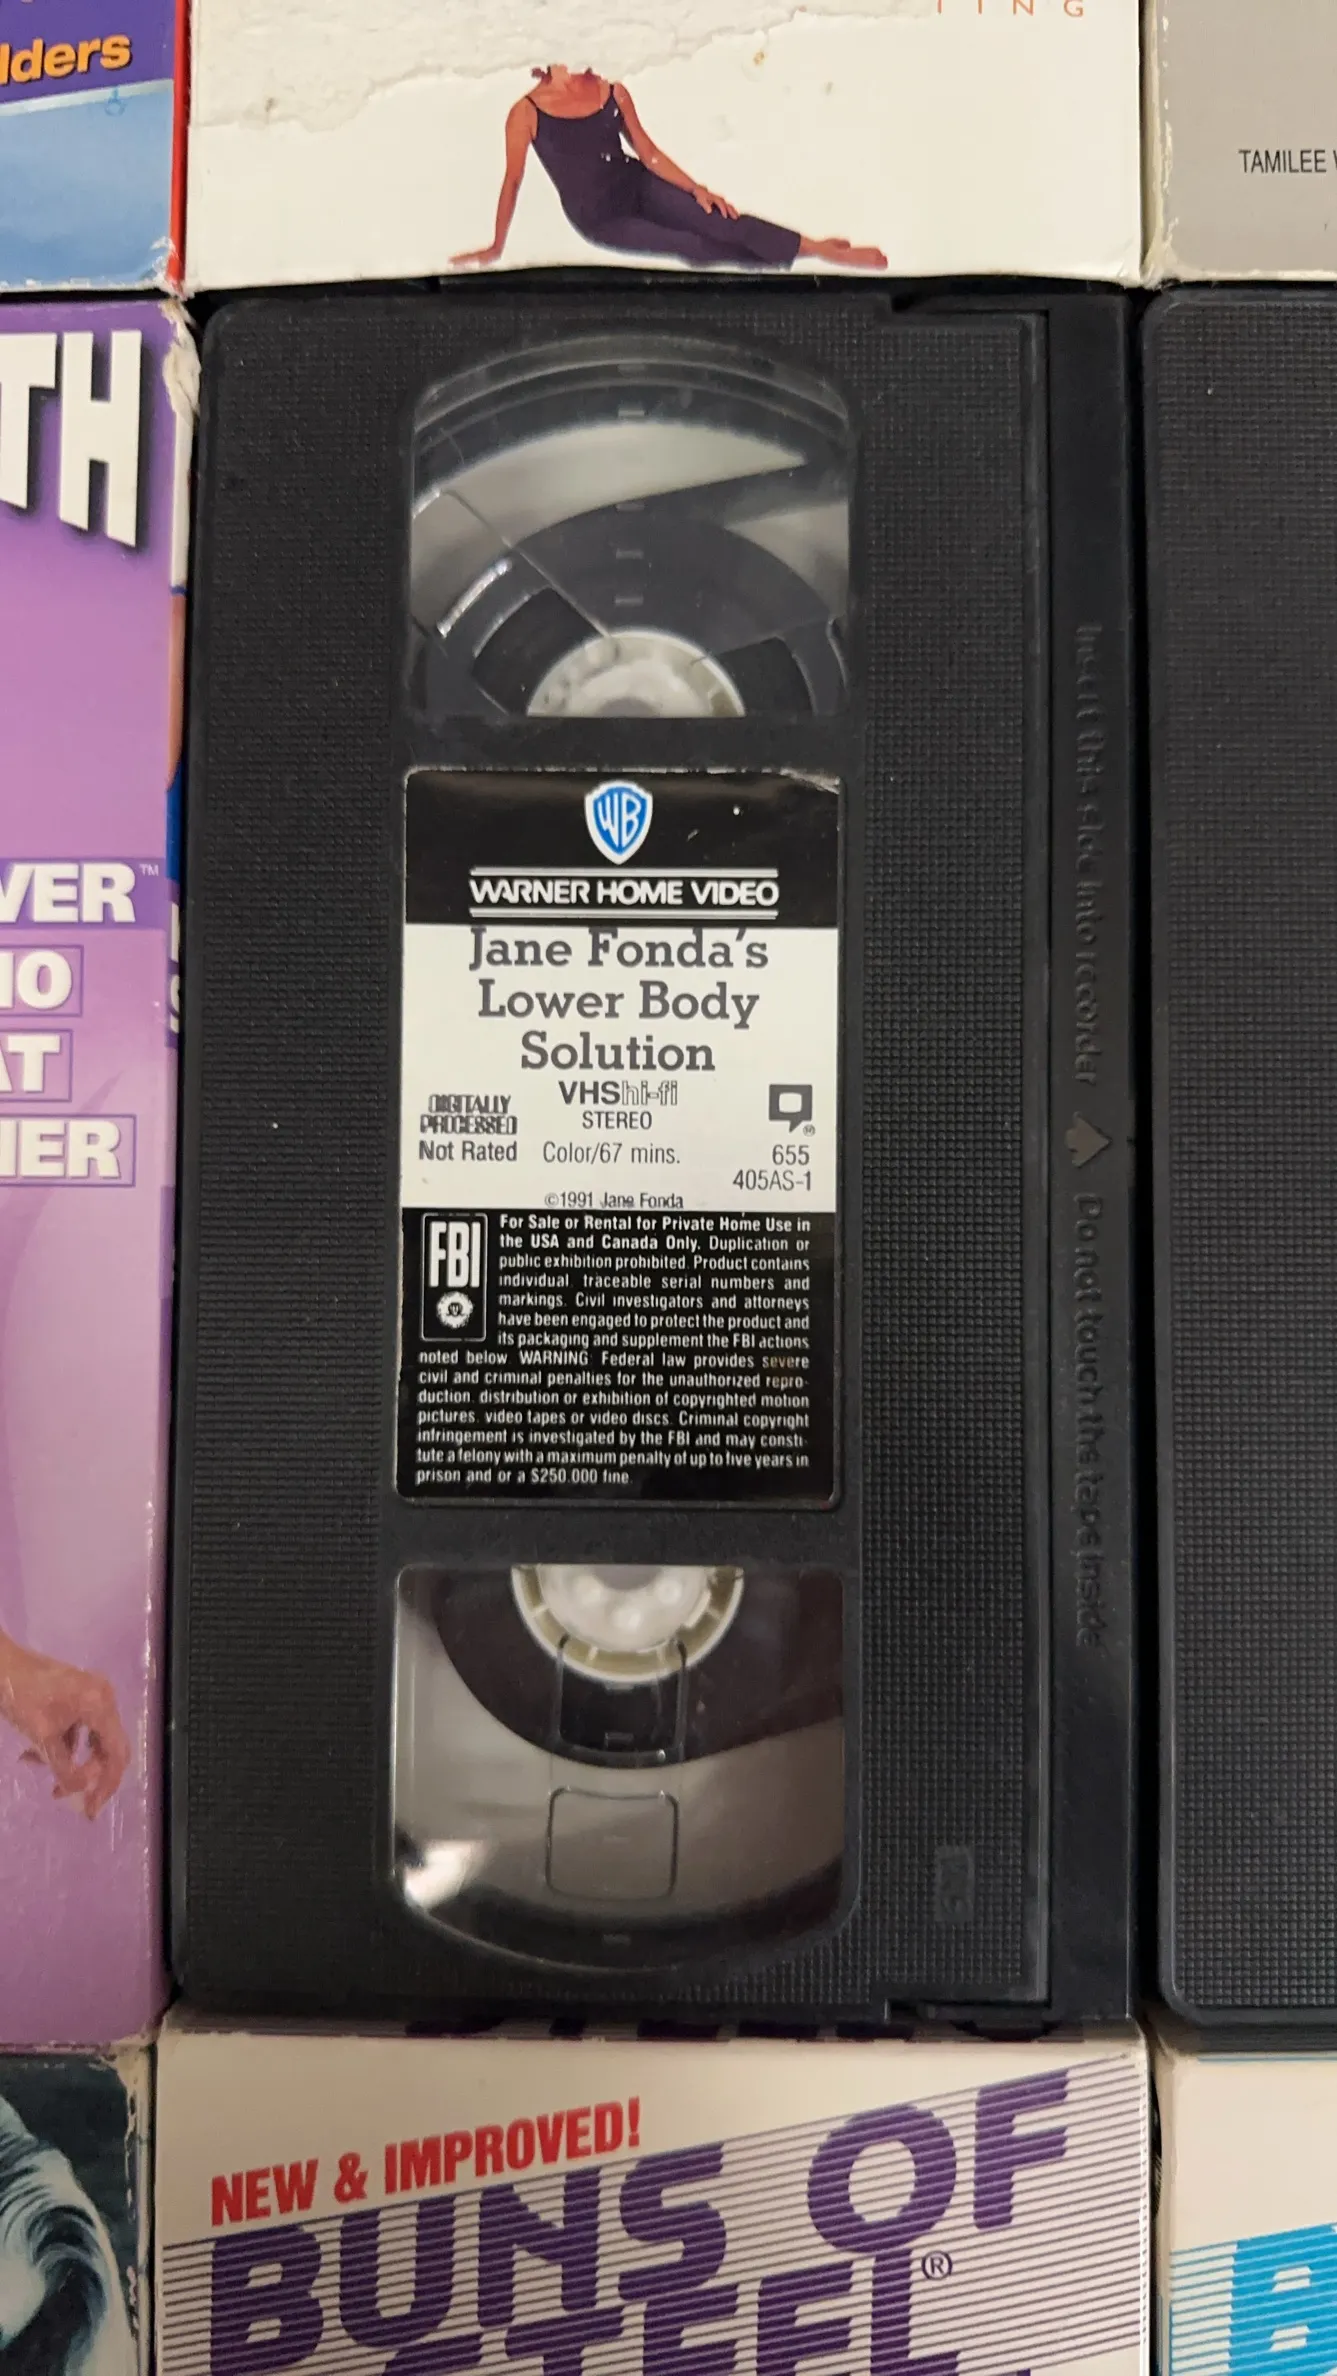 lders
TING
TAMILEE
TH
VER™
IO
AT
NER
WB
WARNER HOME VIDEO
Jane Fonda's
Lower Body
Solution
VHS hi-fi
STEREO
DIGITALLY
PROCESSED
Not Rated
Color/67 mins.
655
405AS-1
©1991 Jane Fonda
FBI
For Sale or Rental for Private Home Use in
the USA and Canada Only. Duplication or
public exhibition prohibited. Product contains
individual traceable serial numbers and
markings. Civil investigators and attorneys
have been engaged to protect the product and
its packaging and supplement the FBI actions
noted below. WARNING: Federal law provides severe
civil and criminal penalties for the unauthorized repro-
duction, distribution or exhibition of copyrighted motion
pictures, video tapes or video discs. Criminal copyright
infringement is investigated by the FBI and may consti-
tute a felony with a maximum penalty of up to five years in
prison and or a $250,000 fine.
Insert this side into recorder Do not touch the tape inside
VHS
NEW & IMPROVED!
BUNS OF
STEEL®
B